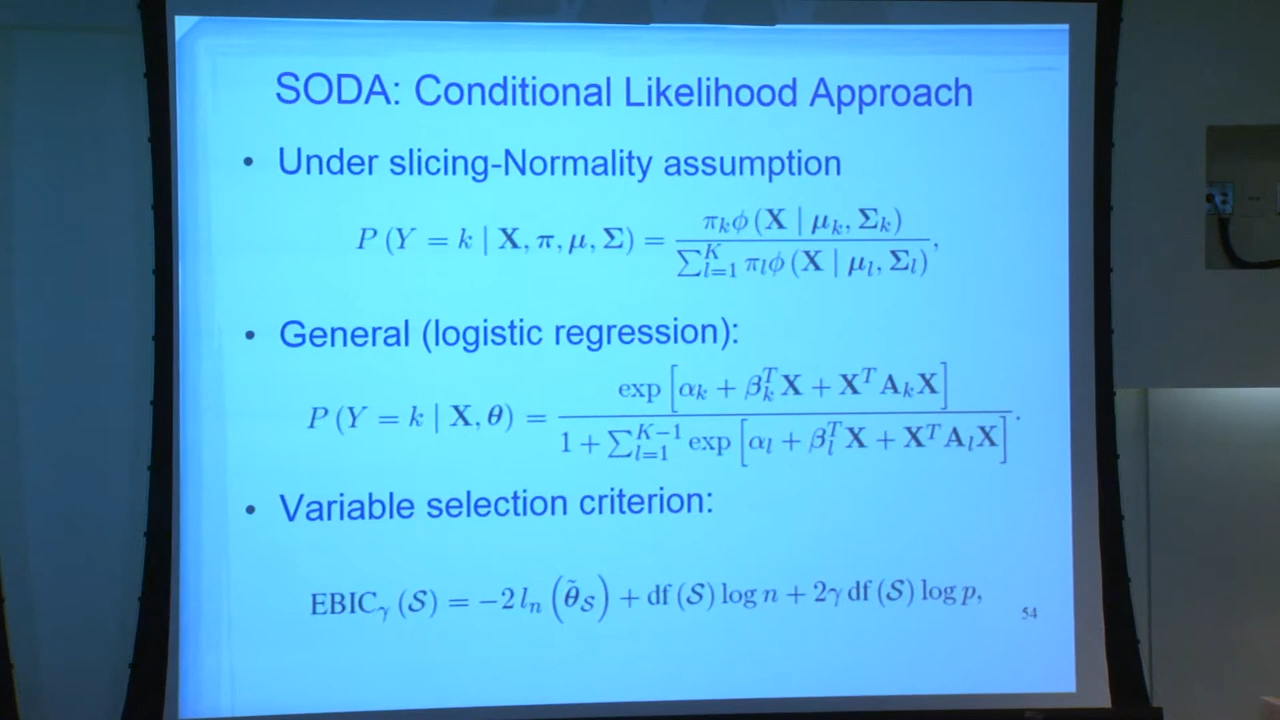 SODA: Conditional Likelihood Approach
• Under slicing-Normality assumption
P (Y = k | X, π, μ, Σ) = π_k ϕ (X | μ_k, Σ_k) / ∑_{l=1}^{K} π_l ϕ (X | μ_l, Σ_l) ,
• General (logistic regression):
P (Y = k | X, θ) = exp [α_k + β_k^T X + X^T A_k X] / 1 + ∑_{l=1}^{K−1} exp [α_l + β_l^T X + X^T A_l X] .
• Variable selection criterion:
EBIC_γ (S) = −2 l_n (θ̃_S) + df (S) log n + 2γ df (S) log p,
54